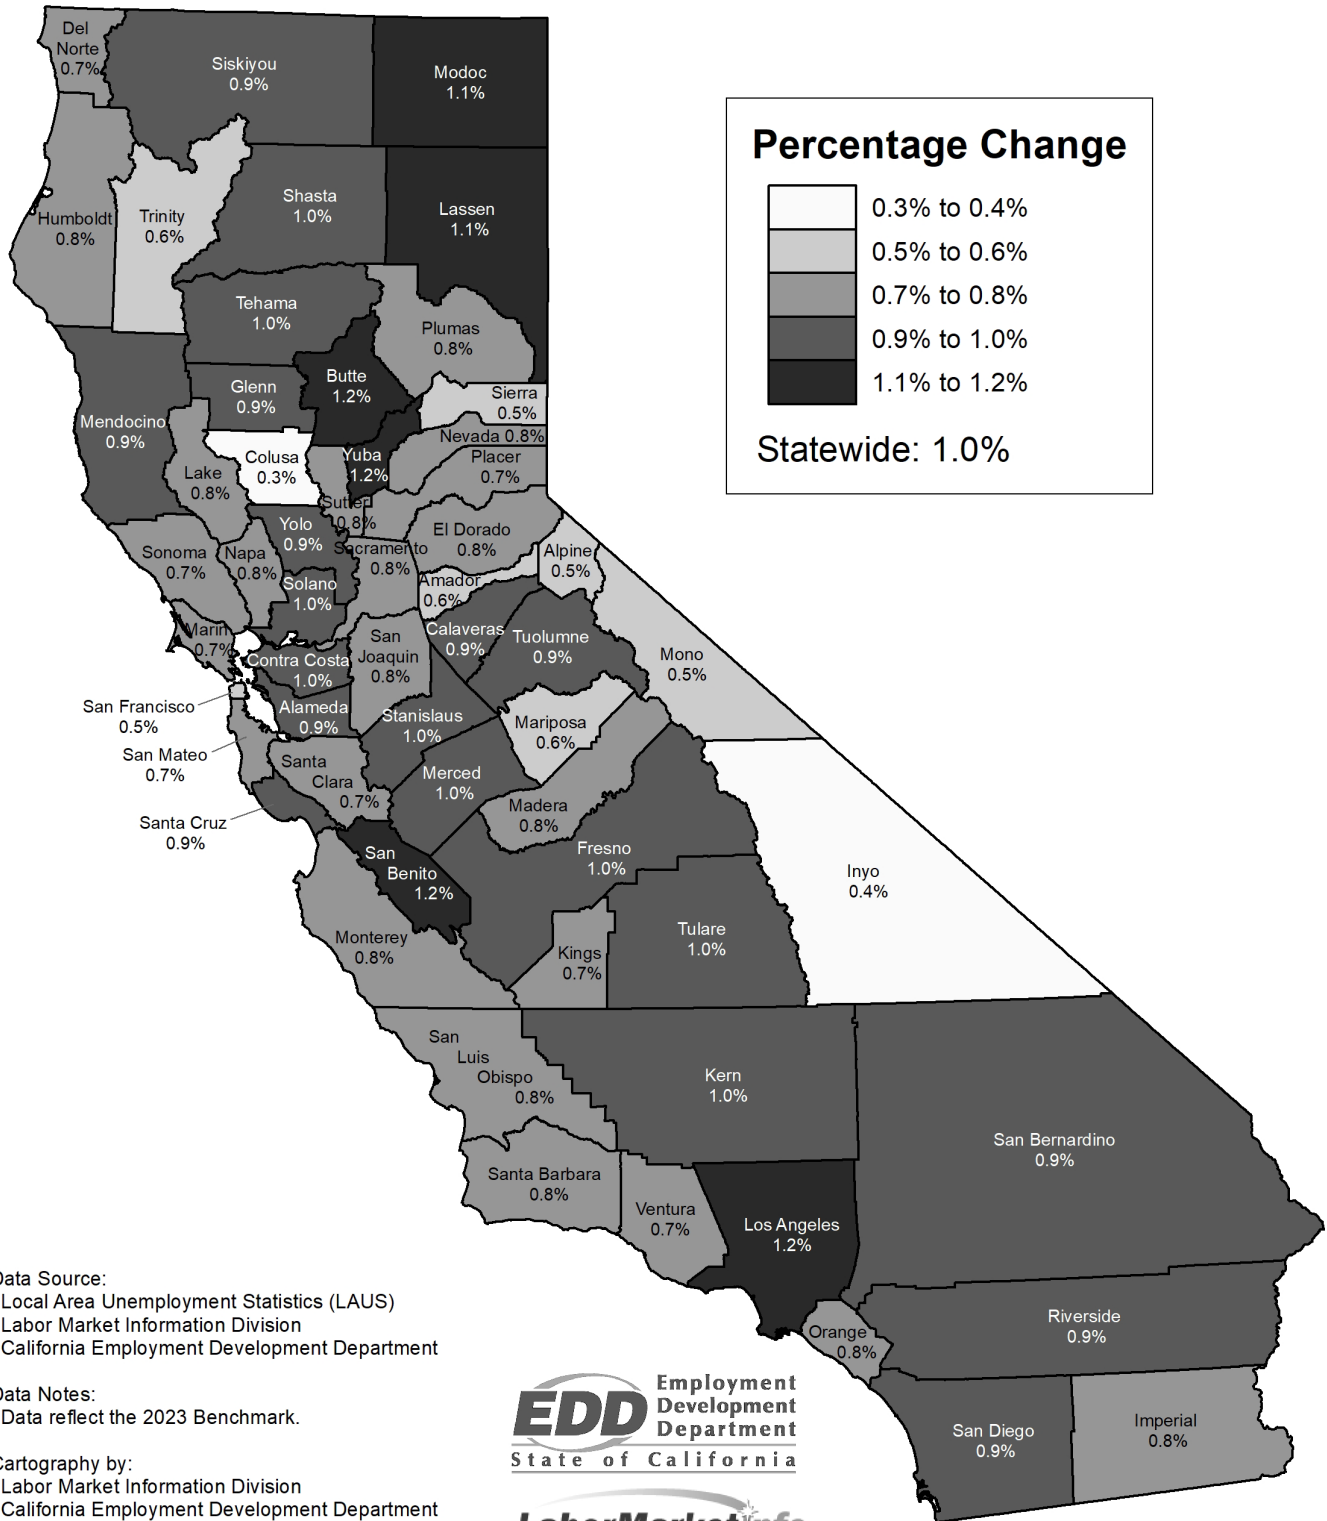 Del
Norte
0.7%
Siskiyou
0.9%
Modoc
1.1%
Humboldt
0.8%
Trinity
0.6%
Shasta
1.0%
Lassen
1.1%
Tehama
1.0%
Plumas
0.8%
Mendocino
0.9%
Glenn
0.9%
Butte
1.2%
Sierra
0.5%
Nevada 0.8%
Placer
0.7%
Lake
0.8%
Colusa
0.3%
Yuba
1.2%
Sutter
0.8%
Sonoma
0.7%
Napa
0.8%
Yolo
0.9%
Sacramento
0.8%
El Dorado
0.8%
Alpine
0.5%
Amador
0.6%
Solano
1.0%
Marin
0.7%
Contra Costa
1.0%
San
Joaquin
0.8%
Calaveras
0.9%
Tuolumne
0.9%
Mono
0.5%
San Francisco
0.5%
Alameda
0.9%
Stanislaus
1.0%
Mariposa
0.6%
San Mateo
0.7%
Santa
Clara
0.7%
Merced
1.0%
Madera
0.8%
Santa Cruz
0.9%
San
Benito
1.2%
Fresno
1.0%
Inyo
0.4%
Monterey
0.8%
Kings
0.7%
Tulare
1.0%
San
Luis
Obispo
0.8%
Kern
1.0%
San Bernardino
0.9%
Santa Barbara
0.8%
Ventura
0.7%
Los Angeles
1.2%
Orange
0.8%
Riverside
0.9%
San Diego
0.9%
Imperial
0.8%
Percentage Change
0.3% to 0.4%
0.5% to 0.6%
0.7% to 0.8%
0.9% to 1.0%
1.1% to 1.2%
Statewide: 1.0%
Data Source:
Local Area Unemployment Statistics (LAUS)
Labor Market Information Division
California Employment Development Department
Data Notes:
Data reflect the 2023 Benchmark.
Cartography by:
Labor Market Information Division
California Employment Development Department
EDD
Employment
Development
Department
State of California
LaborMarketInfo